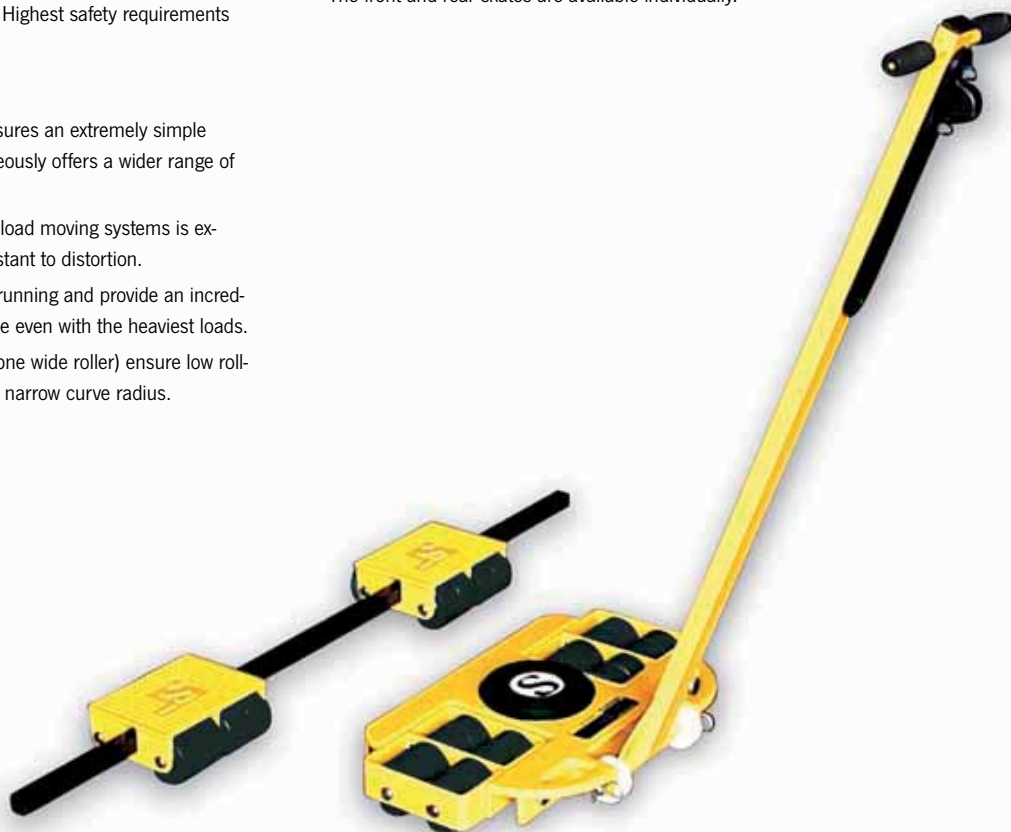 Highest safety requirements
sures an extremely simple
eously offers a wider range of
load moving systems is ex-
stant to distortion.
running and provide an incred-
e even with the heaviest loads.
one wide roller) ensure low roll-
narrow curve radius.
The front and rear skates are available individually.
S